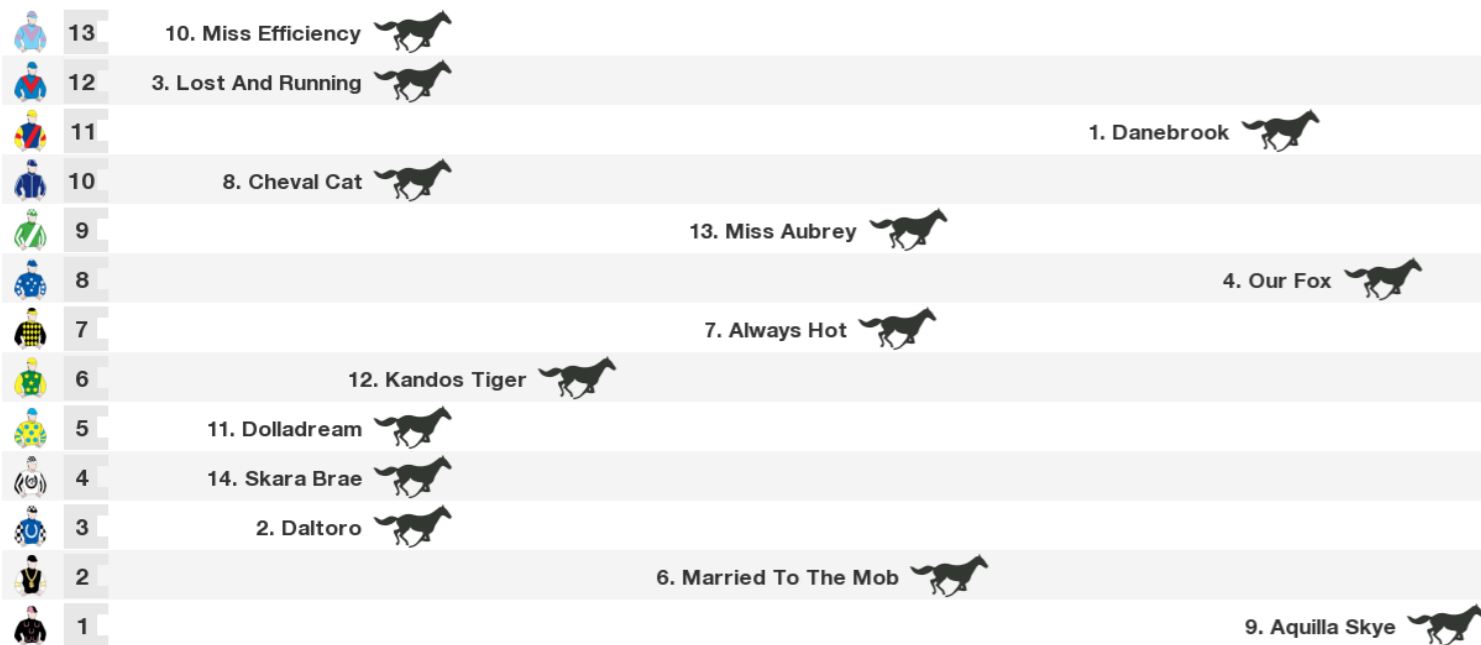 13 10. Miss Efficiency
12 3. Lost And Running
11 1. Danebrook
10 8. Cheval Cat
9 13. Miss Aubrey
8 4. Our Fox
7 7. Always Hot
6 12. Kandos Tiger
5 11. Dolladream
4 14. Skara Brae
3 2. Daltoro
2 6. Married To The Mob
1 9. Aquilla Skye